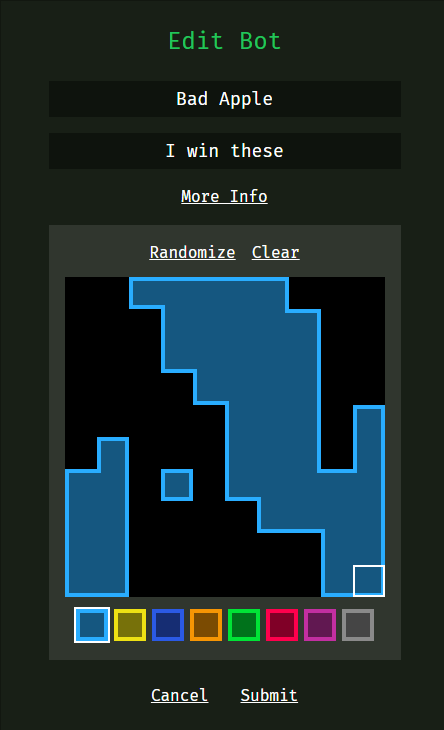 Edit Bot
Bad Apple
I win these
More Info
Randomize Clear
Cancel Submit